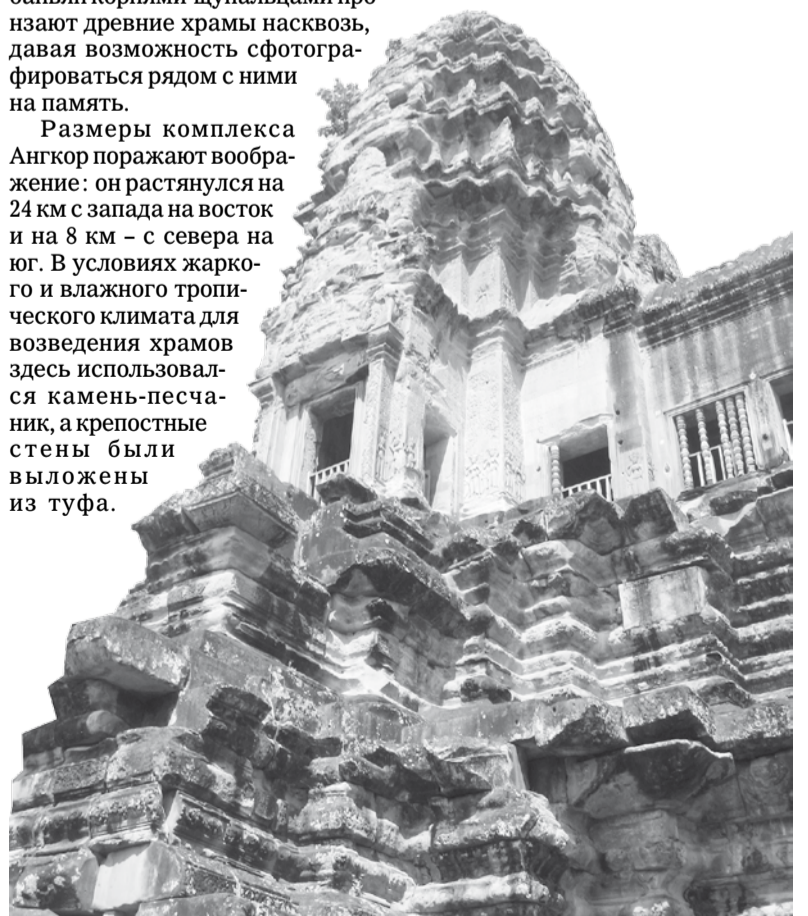 нзают древние храмы насквозь,
давая возможность сфотогра-
фироваться рядом с ними
на память.
Размеры комплекса
Ангкор поражают вообра-
жение: он растянулся на
24 км с запада на восток
и на 8 км – с севера на
юг. В условиях жарко-
го и влажного тропи-
ческого климата для
возведения храмов
здесь использовал-
ся камень-песча-
ник, а крепостные
стены были
выложены
из туфа.